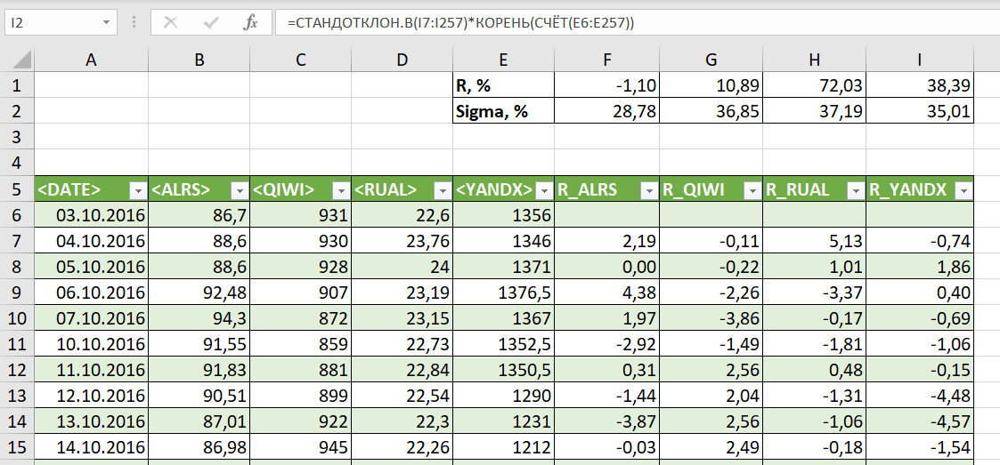 I2 fx =СТАНДОТКЛОН.В(I7:I257)*КОРЕНЬ(СЧЁТ(E6:E257))
A B C D E F G H I
1 R, % -1,10 10,89 72,03 38,39
2 Sigma, % 28,78 36,85 37,19 35,01
3
4
5 <DATE> <ALRS> <QIWI> <RUAL> <YANDX> R_ALRS R_QIWI R_RUAL R_YANDX
6 03.10.2016 86,7 931 22,6 1356
7 04.10.2016 88,6 930 23,76 1346 2,19 -0,11 5,13 -0,74
8 05.10.2016 88,6 928 24 1371 0,00 -0,22 1,01 1,86
9 06.10.2016 92,48 907 23,19 1376,5 4,38 -2,26 -3,37 0,40
10 07.10.2016 94,3 872 23,15 1367 1,97 -3,86 -0,17 -0,69
11 10.10.2016 91,55 859 22,73 1352,5 -2,92 -1,49 -1,81 -1,06
12 11.10.2016 91,83 881 22,84 1350,5 0,31 2,56 0,48 -0,15
13 12.10.2016 90,51 899 22,54 1290 -1,44 2,04 -1,31 -4,48
14 13.10.2016 87,01 922 22,3 1231 -3,87 2,56 -1,06 -4,57
15 14.10.2016 86,98 945 22,26 1212 -0,03 2,49 -0,18 -1,54